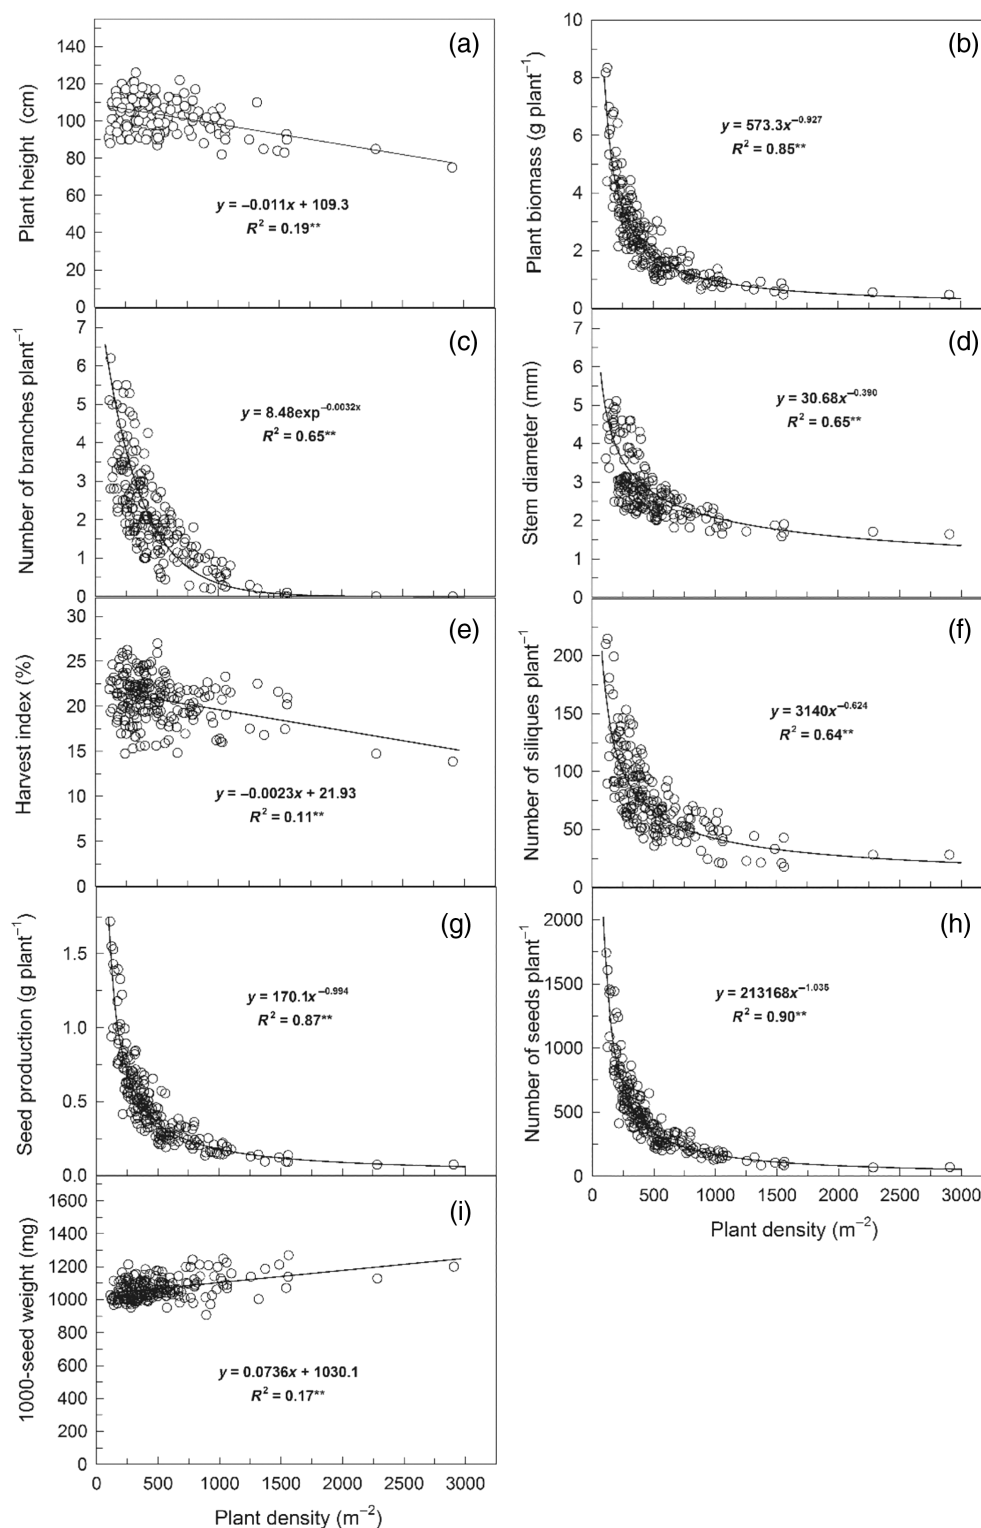 (a)
Plant height (cm)
140
120
100
80
60
40
20
0
y = −0.011x + 109.3
R² = 0.19**
(b)
Plant biomass (g plant⁻¹)
10
8
6
4
2
0
y = 573.3x⁻⁰·⁹²⁷
R² = 0.85**
(c)
Number of branches plant⁻¹
7
6
5
4
3
2
1
0
y = 8.48exp⁻⁰·⁰⁰³²ˣ
R² = 0.65**
(d)
Stem diameter (mm)
7
6
5
4
3
2
1
0
y = 30.68x⁻⁰·³⁹⁰
R² = 0.65**
(e)
Harvest index (%)
30
25
20
15
10
5
0
y = −0.0023x + 21.93
R² = 0.11**
(f)
Number of siliques plant⁻¹
200
150
100
50
0
y = 3140x⁻⁰·⁶²⁴
R² = 0.64**
(g)
Seed production (g plant⁻¹)
1.5
1.0
0.5
0.0
y = 170.1x⁻⁰·⁹⁹⁴
R² = 0.87**
(h)
Number of seeds plant⁻¹
2000
1500
1000
500
0
y = 213168x⁻¹·⁰³⁵
R² = 0.90**
0 500 1000 1500 2000 2500 3000
Plant density (m⁻²)
(i)
1000-seed weight (mg)
1600
1400
1200
1000
800
600
400
200
0
y = 0.0736x + 1030.1
R² = 0.17**
0 500 1000 1500 2000 2500 3000
Plant density (m⁻²)